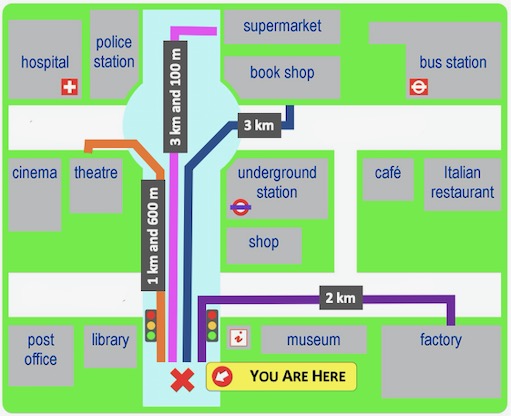 supermarket
police
station
hospital
3 km and 100 m
book shop
bus station
3 km
cinema
theatre
1 km and 600 m
underground
station
café
Italian
restaurant
shop
2 km
post
office
library
i
museum
factory
YOU ARE HERE